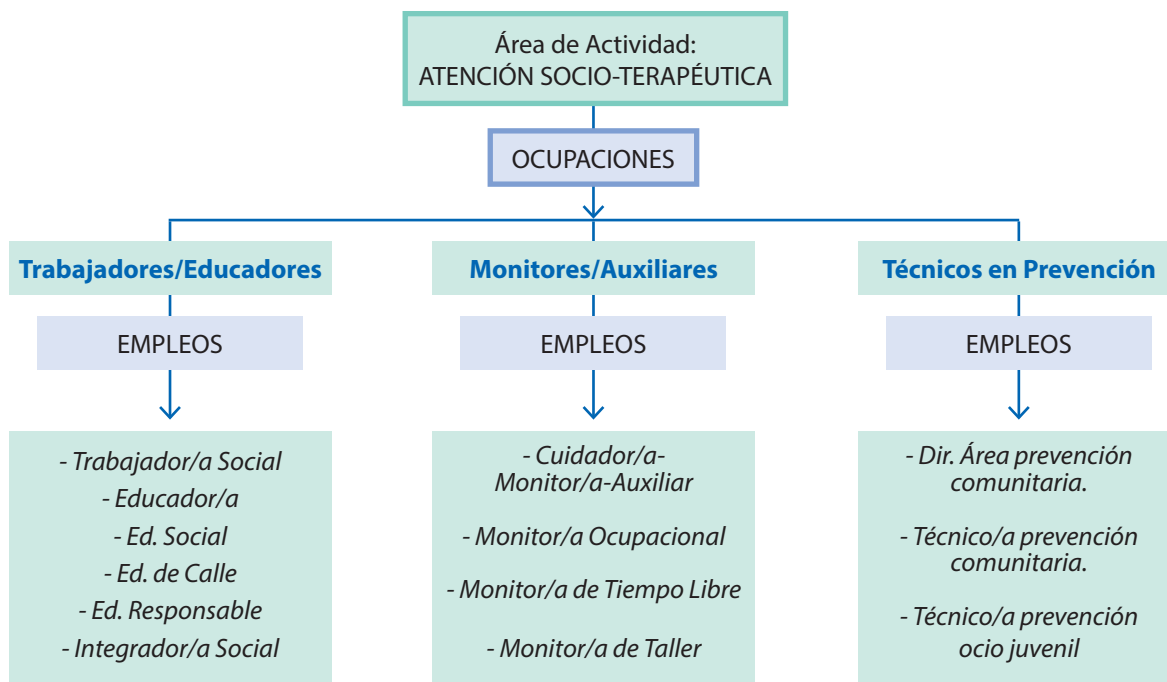 Área de Actividad:
ATENCIÓN SOCIO-TERAPÉUTICA
OCUPACIONES
Trabajadores/Educadores
EMPLEOS
- Trabajador/a Social
- Educador/a
- Ed. Social
- Ed. de Calle
- Ed. Responsable
- Integrador/a Social
Monitores/Auxiliares
EMPLEOS
- Cuidador/a-
Monitor/a-Auxiliar
- Monitor/a Ocupacional
- Monitor/a de Tiempo Libre
- Monitor/a de Taller
Técnicos en Prevención
EMPLEOS
- Dir. Área prevención
comunitaria.
- Técnico/a prevención
comunitaria.
- Técnico/a prevención
ocio juvenil